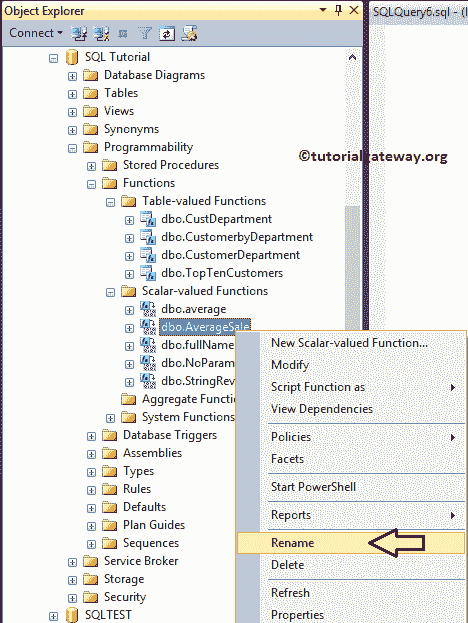 Object Explorer
SQLQuery6.sql - (l
Connect
SQL Tutorial
Database Diagrams
Tables
Views
Synonyms
Programmability
©tutorialgateway.org
Stored Procedures
Functions
Table-valued Functions
dbo.CustDepartment
dbo.CustomerbyDepartment
dbo.CustomerDepartment
dbo.TopTenCustomers
Scalar-valued Functions
dbo.average
dbo.AverageSale
dbo.fullName
dbo.NoParam
dbo.StringRev
Aggregate Functio
System Functions
Database Triggers
Assemblies
Types
Rules
Defaults
Plan Guides
Sequences
Service Broker
Storage
Security
SQLTEST
New Scalar-valued Function...
Modify
Script Function as
View Dependencies
Policies
Facets
Start PowerShell
Reports
Rename
Delete
Refresh
Properties